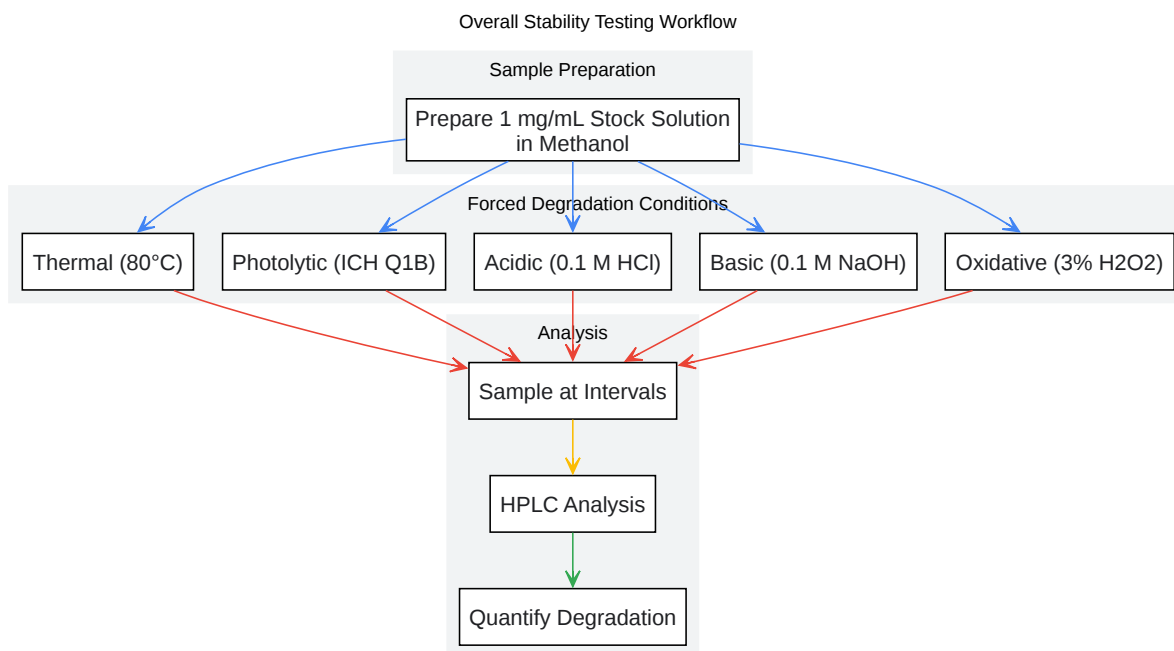 Overall Stability Testing Workflow
Sample Preparation
Prepare 1 mg/mL Stock Solution
in Methanol
Forced Degradation Conditions
Thermal (80°C)
Photolytic (ICH Q1B)
Acidic (0.1 M HCl)
Basic (0.1 M NaOH)
Oxidative (3% H2O2)
Analysis
Sample at Intervals
HPLC Analysis
Quantify Degradation